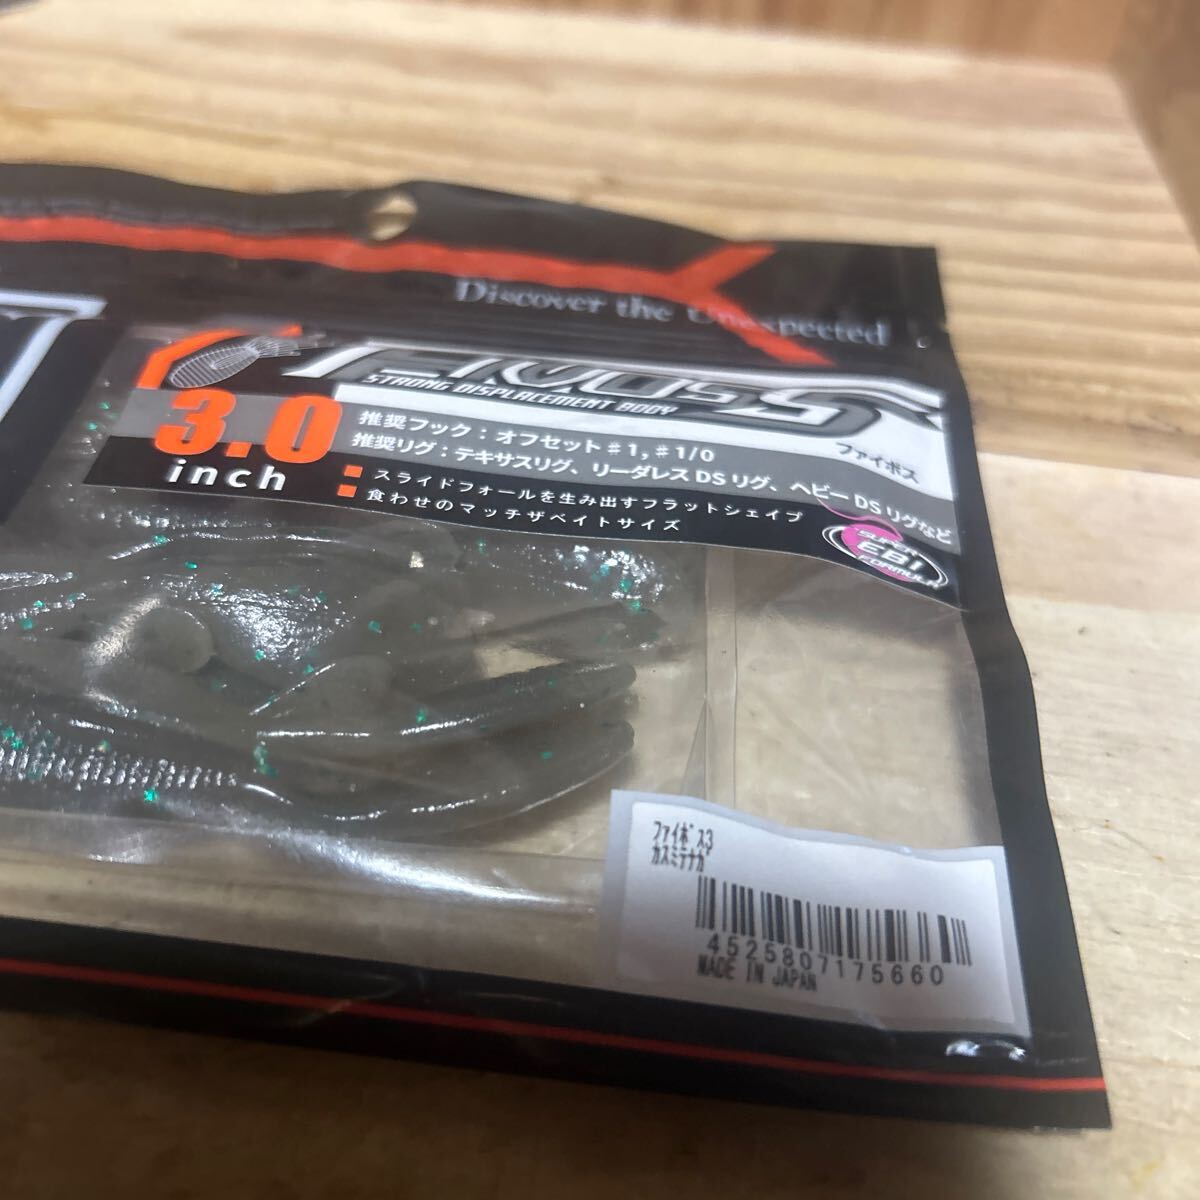 Discover the Unexpected
FivossS
STRONG DISPLACEMENT BODY
ファイボス
3.0
inch
推奨フック：オフセット#1,#1/0
推奨リグ：テキサスリグ、リーダレスDSリグ、ヘビーDSリグなど
スライドフォールを生み出すフラットシェイプ
食わせのマッチザベイトサイズ
SUPER
EBI
FORMULA
ファイボス3
カスミテナガ
4525807175660
MADE IN JAPAN